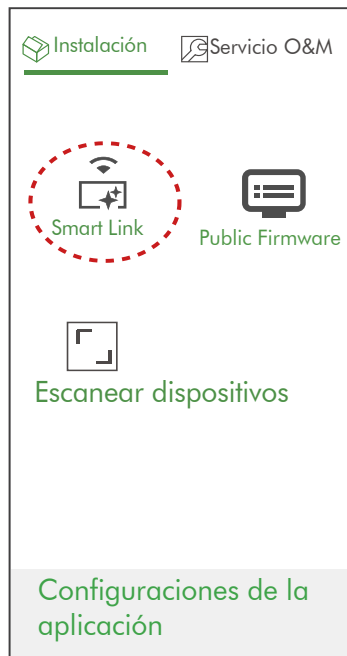 Instalación
Servicio O&M
Smart Link
Public Firmware
Escanear dispositivos
Configuraciones de la
aplicación